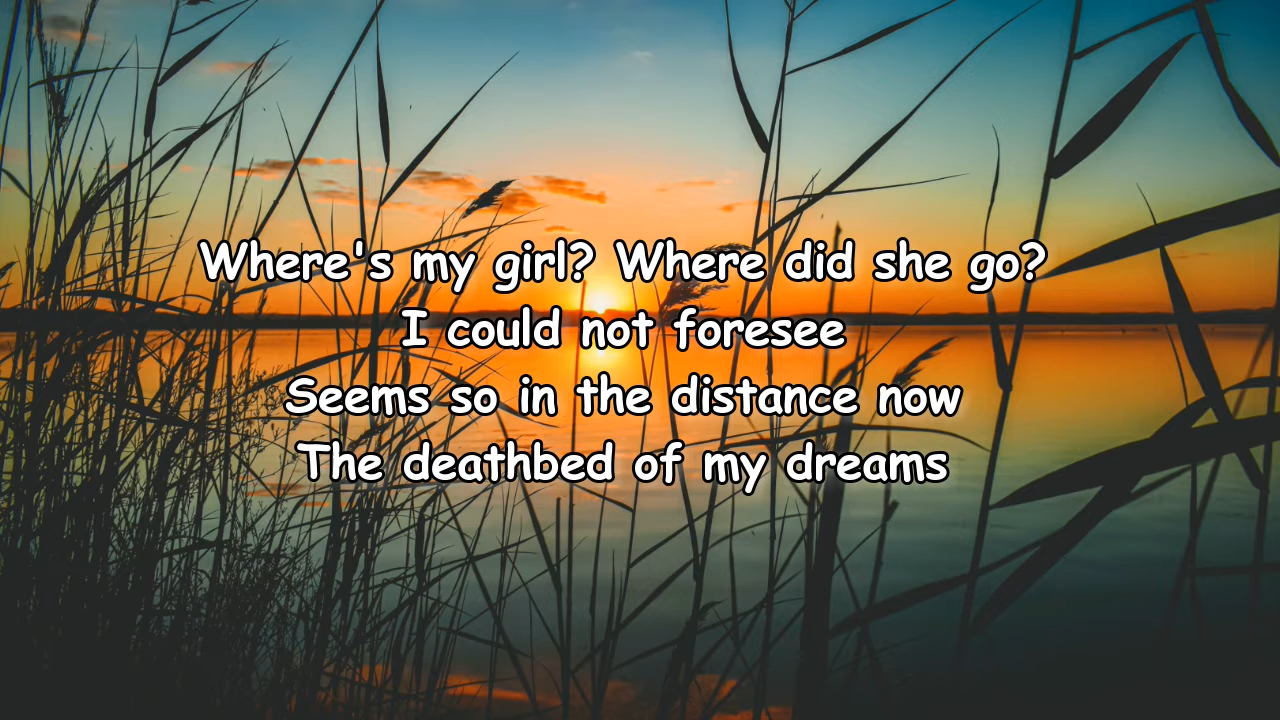 Where's my girl? Where did she go?
I could not foresee
Seems so in the distance now
The deathbed of my dreams